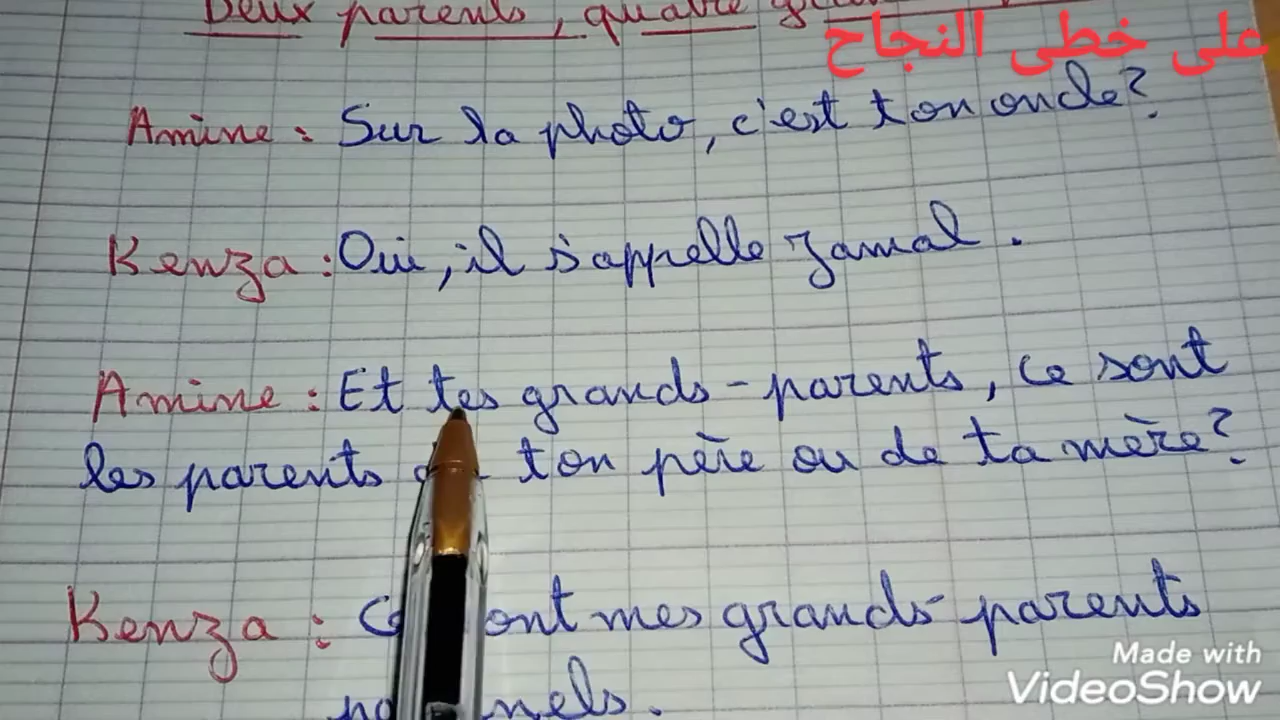 Deux parents, quatre
على خطى النجاح
Amine : Sur la photo, c'est ton oncle?
Kenza : Oui, il s'appelle Jamal.
Amine : Et tes grands-parents, ce sont
les parents ton père ou de ta mère?
Kenza : mes grands-parents
Made with
VideoShow